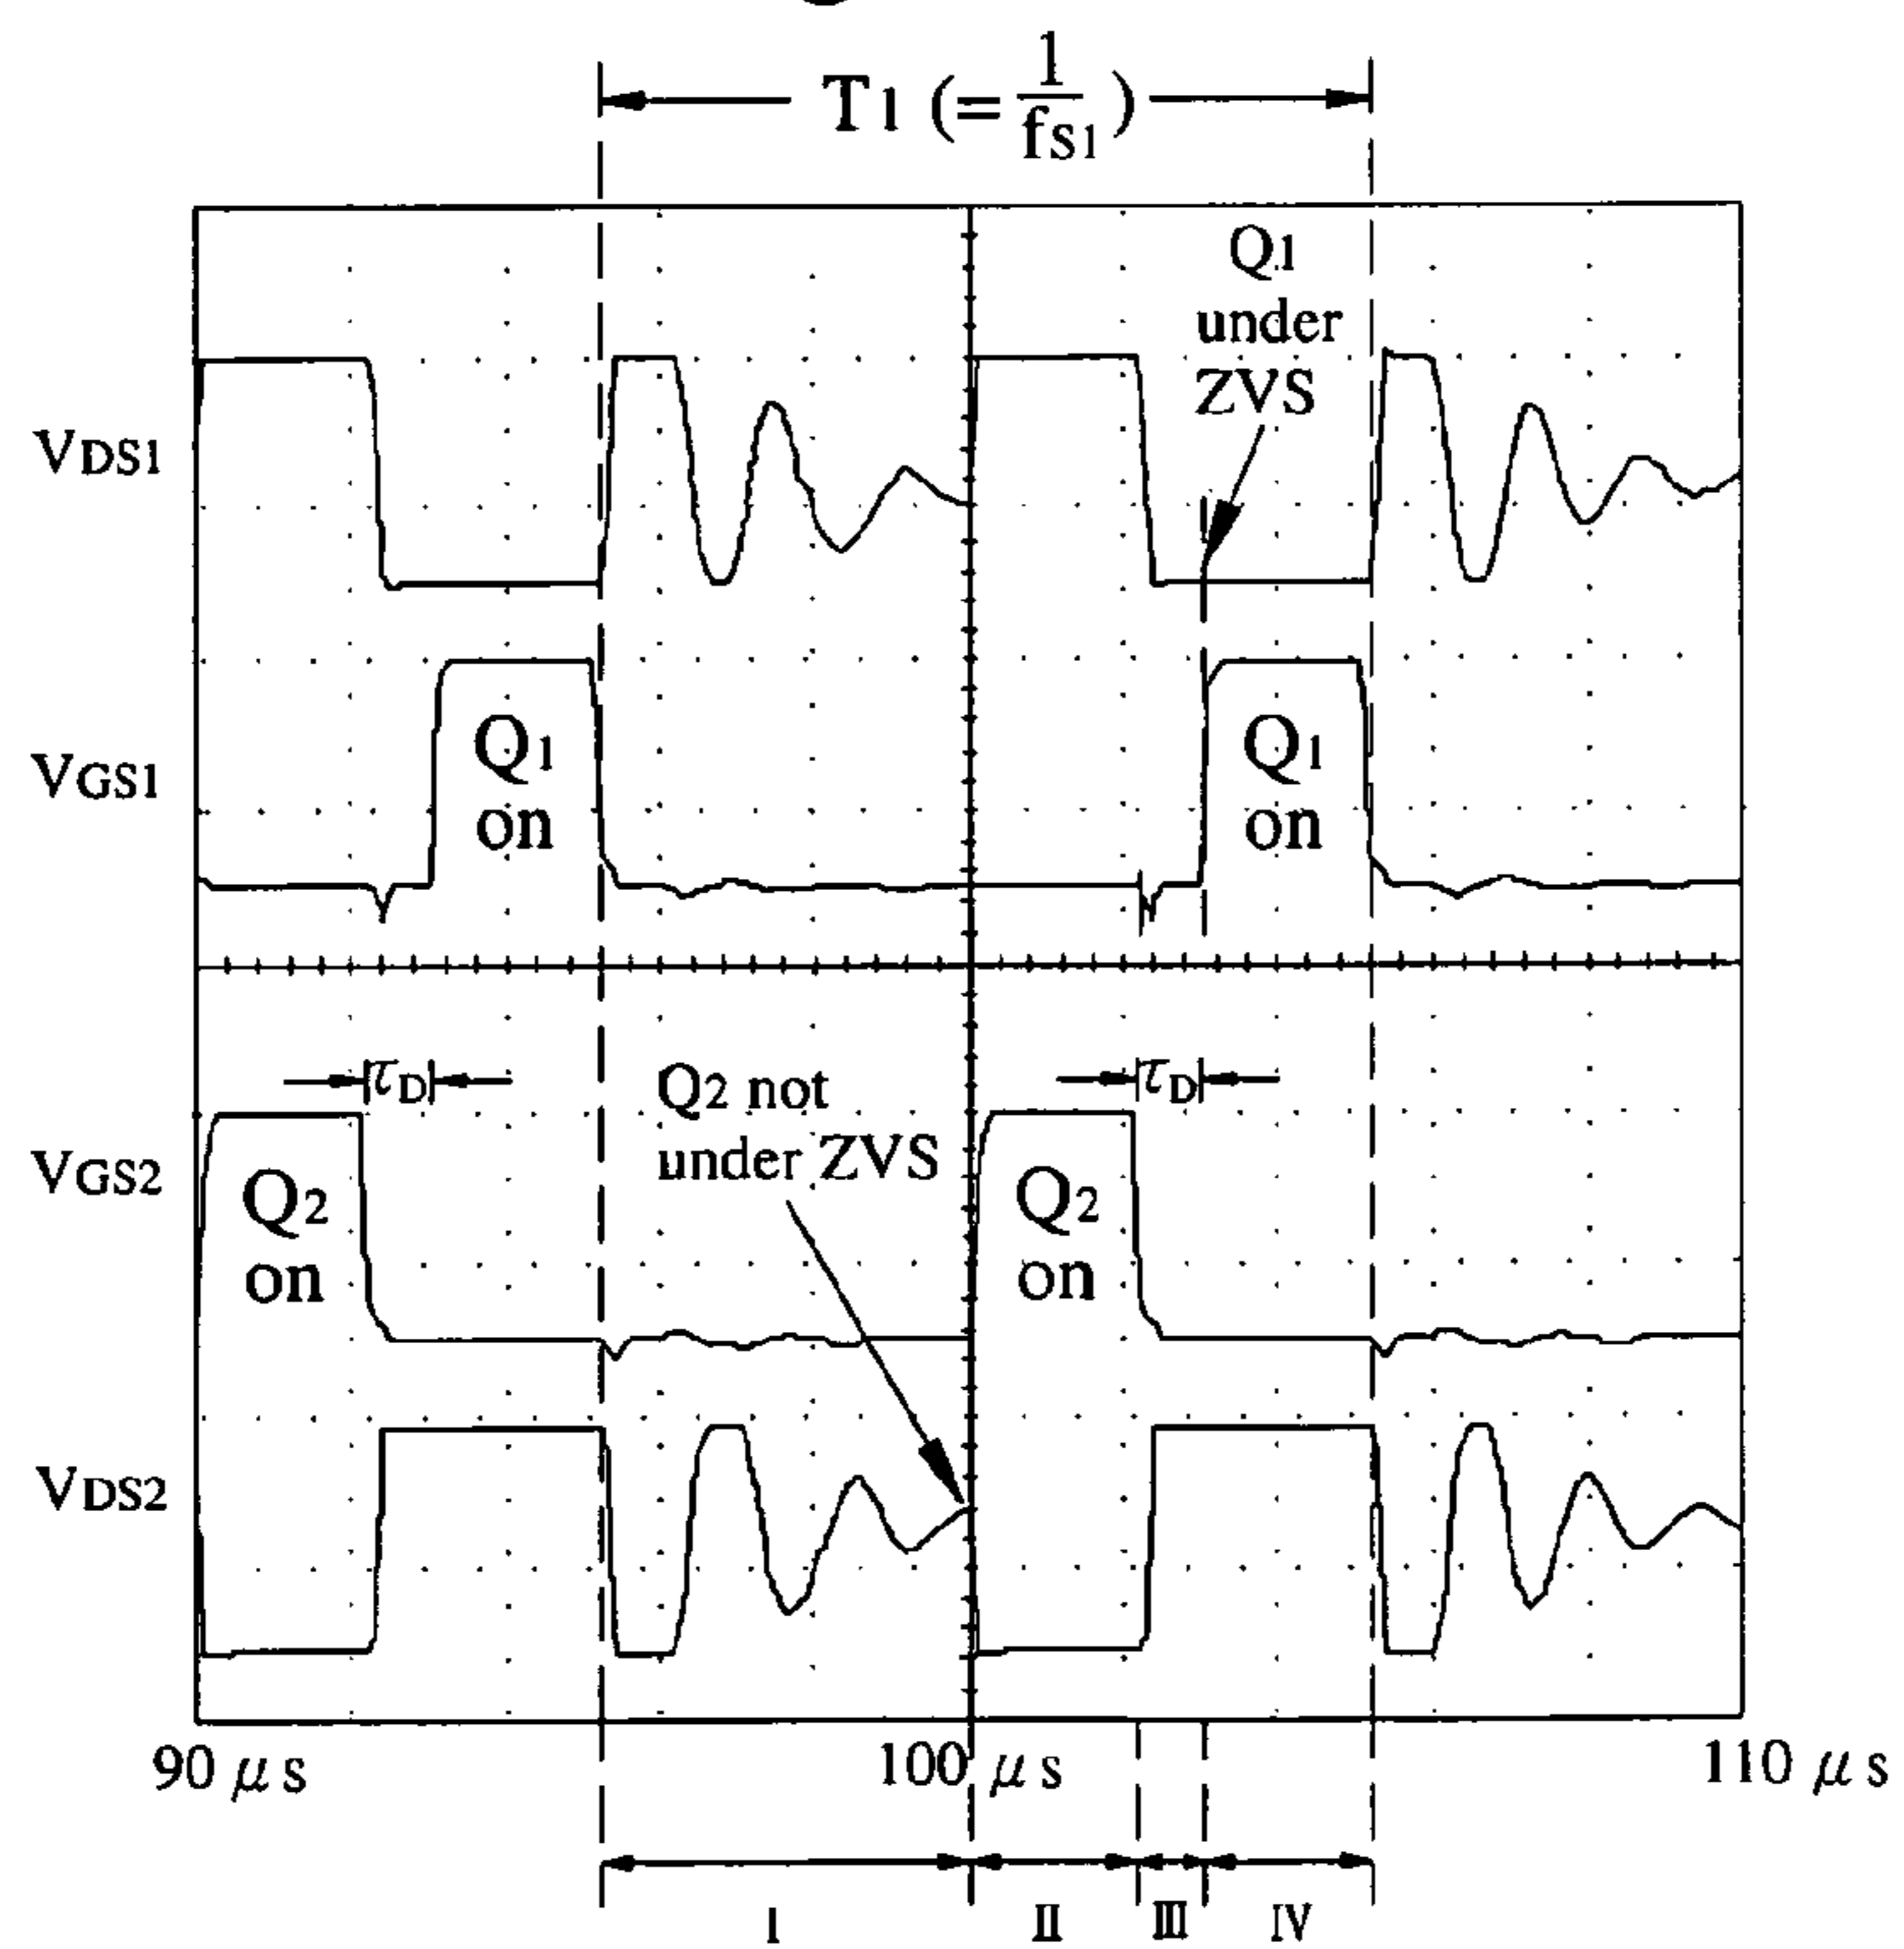 T1 (= 1/fS1)
Q1
under
ZVS
VDS1
Q1
on
Q1
on
VGS1
τD
τD
Q2 not
under ZVS
VGS2
Q2
on
Q2
on
VDS2
90 μs
100 μs
110 μs
I
II
III
IV